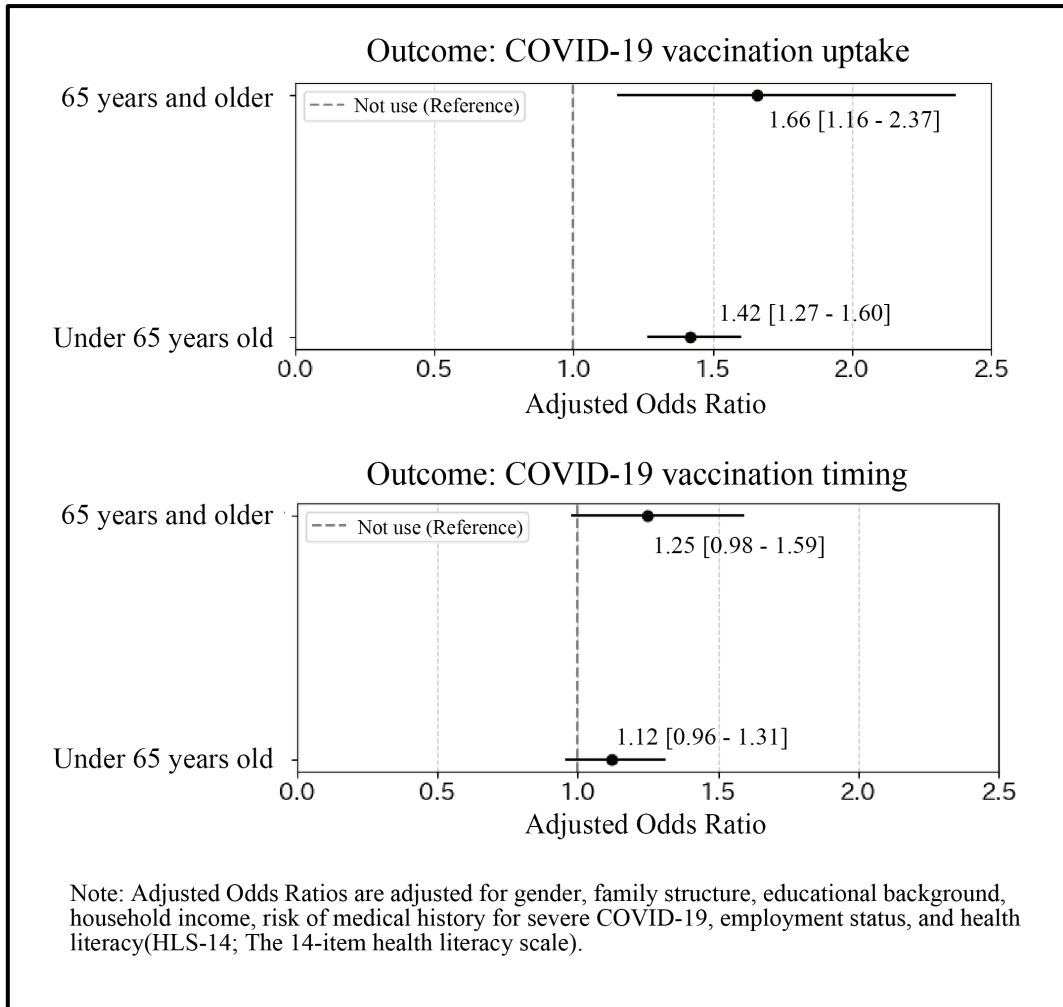 Outcome: COVID-19 vaccination uptake
65 years and older
Not use (Reference)
1.66 [1.16 - 2.37]
1.42 [1.27 - 1.60]
Under 65 years old
0.0 0.5 1.0 1.5 2.0 2.5
Adjusted Odds Ratio
Outcome: COVID-19 vaccination timing
65 years and older
Not use (Reference)
1.25 [0.98 - 1.59]
1.12 [0.96 - 1.31]
Under 65 years old
0.0 0.5 1.0 1.5 2.0 2.5
Adjusted Odds Ratio
Note: Adjusted Odds Ratios are adjusted for gender, family structure, educational background,
household income, risk of medical history for severe COVID-19, employment status, and health
literacy(HLS-14; The 14-item health literacy scale).